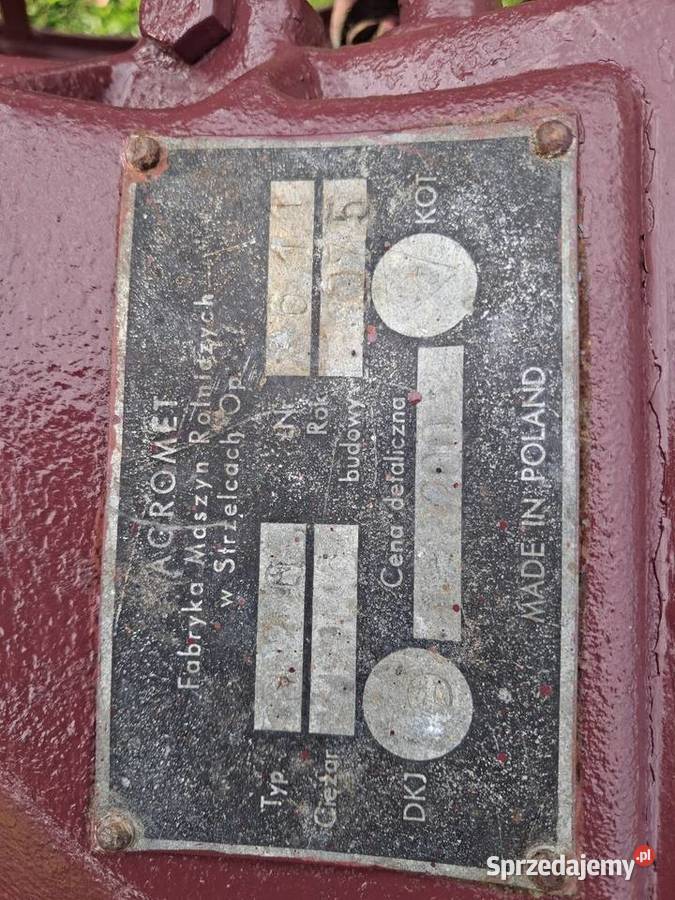 AGROMET
Fabryka Maszyn Rolniczych
w Strzelcach Op.
Typ
Nr 611
Ciężar
Rok budowy
Cena detaliczna
DKJ
KOT
MADE IN POLAND
Sprzedajemy.pl